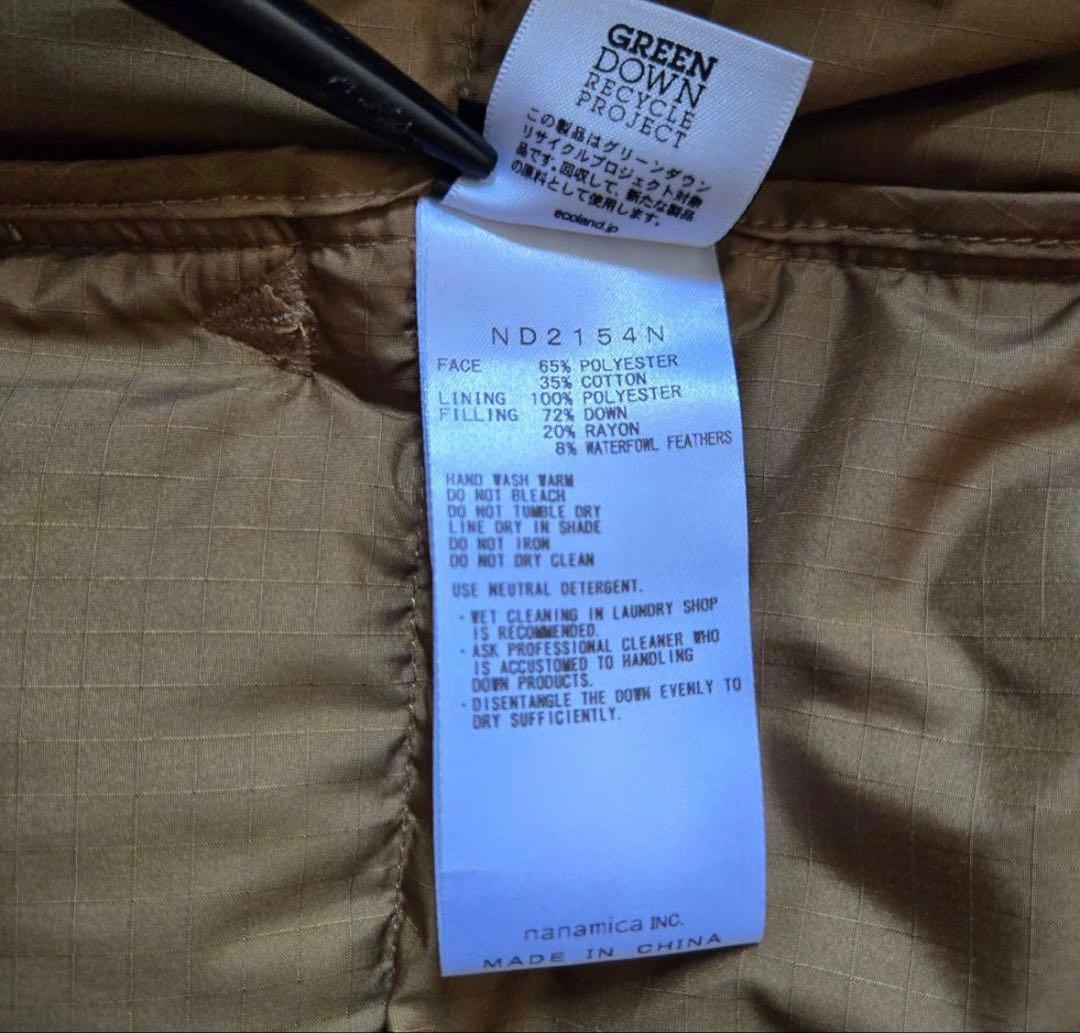 GREEN
DOWN
RECYCLE
PROJECT
この製品はグリーンダウン
リサイクルプロジェクト対象
品です。回収して、新たな製品
の原料として使用します。
ecoland.jp
ND2154N
FACE 65% POLYESTER
35% COTTON
LINING 100% POLYESTER
FILLING 72% DOWN
20% RAYON
8% WATERFOWL FEATHERS
HAND WASH WARM
DO NOT BLEACH
DO NOT TUMBLE DRY
LINE DRY IN SHADE
DO NOT IRON
DO NOT DRY CLEAN
USE NEUTRAL DETERGENT.
・WET CLEANING IN LAUNDRY SHOP
IS RECOMMENDED.
・ASK PROFESSIONAL CLEANER WHO
IS ACCUSTOMED TO HANDLING
DOWN PRODUCTS.
・DISENTANGLE THE DOWN EVENLY TO
DRY SUFFICIENTLY.
nanamica INC.
MADE IN CHINA